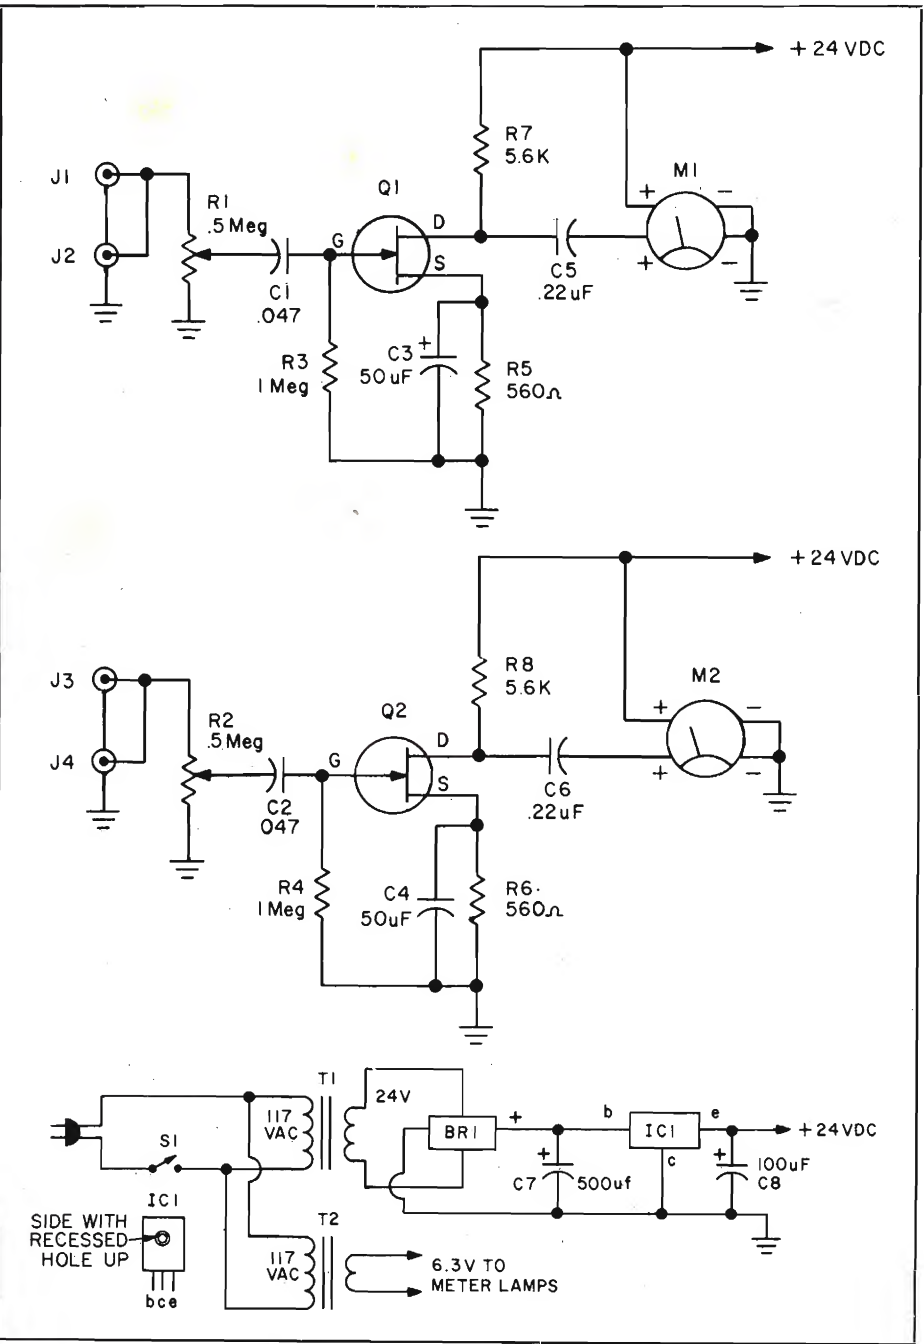 + 24 VDC
R7
5.6K
J1
Q1
M1
R1
.5 Meg
+
−
D
G
J2
S
+
−
C5
.22uF
C1
.047
R3
1 Meg
C3
+
50uF
R5
560Ω
+ 24 VDC
J3
R8
5.6K
M2
R2
.5 Meg
Q2
+
−
D
G
J4
S
+
−
C6
.22uF
C2
047
R4
1 Meg
C4
50uF
R6
560Ω
T1
24V
117
VAC
S1
BR1
+
b
IC1
e
+ 24VDC
c
+
C7
500uf
+
100uF
C8
IC1
SIDE WITH
RECESSED
HOLE UP
b c e
T2
117
VAC
6.3V TO
METER LAMPS